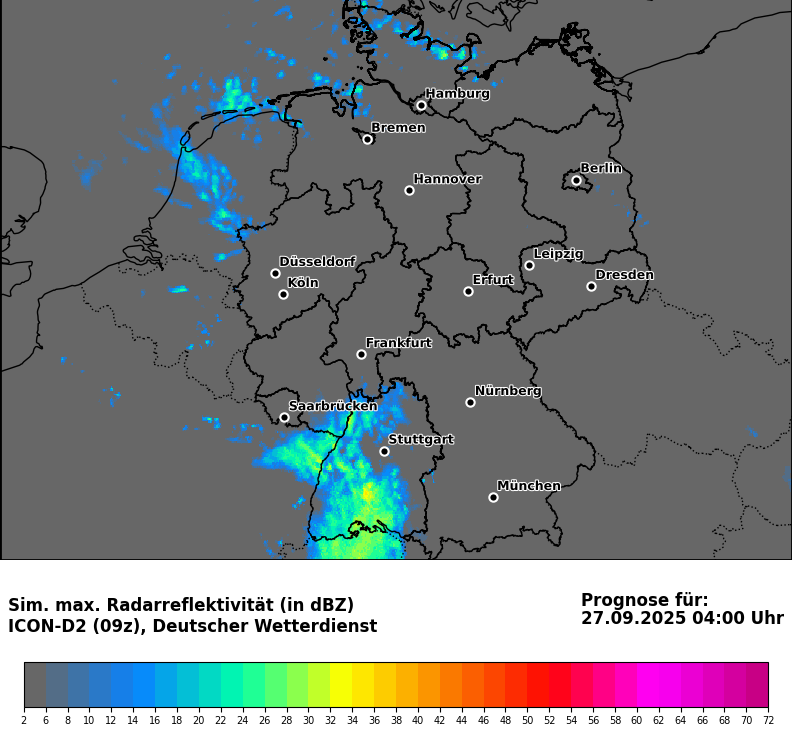 Hamburg
Bremen
Berlin
Hannover
Leipzig
Düsseldorf
Dresden
Köln
Erfurt
Frankfurt
Nürnberg
Saarbrücken
Stuttgart
München
Sim. max. Radarreflektivität (in dBZ)
ICON-D2 (09z), Deutscher Wetterdienst
Prognose für:
27.09.2025 04:00 Uhr
2 6 8 10 12 14 16 18 20 22 24 26 28 30 32 34 36 38 40 42 44 46 48 50 52 54 56 58 60 62 64 66 68 70 72